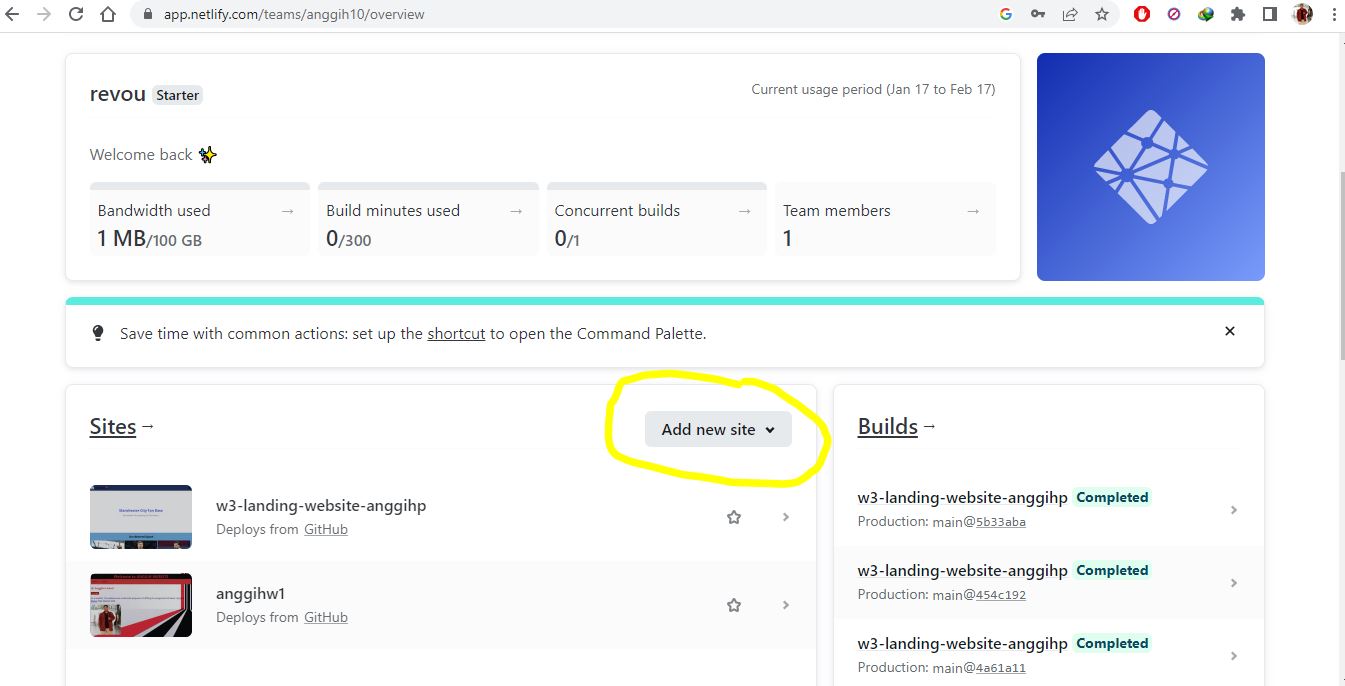 app.netlify.com/teams/anggih10/overview
revou Starter
Current usage period (Jan 17 to Feb 17)
Welcome back ✨
Bandwidth used →
1 MB/100 GB
Build minutes used →
0/300
Concurrent builds →
0/1
Team members →
1
Save time with common actions: set up the shortcut to open the Command Palette.
Sites →
Add new site
w3-landing-website-anggihp
Deploys from GitHub
anggihw1
Deploys from GitHub
Builds →
w3-landing-website-anggihp Completed
Production: main@5b33aba
w3-landing-website-anggihp Completed
Production: main@454c192
w3-landing-website-anggihp Completed
Production: main@4a61a11